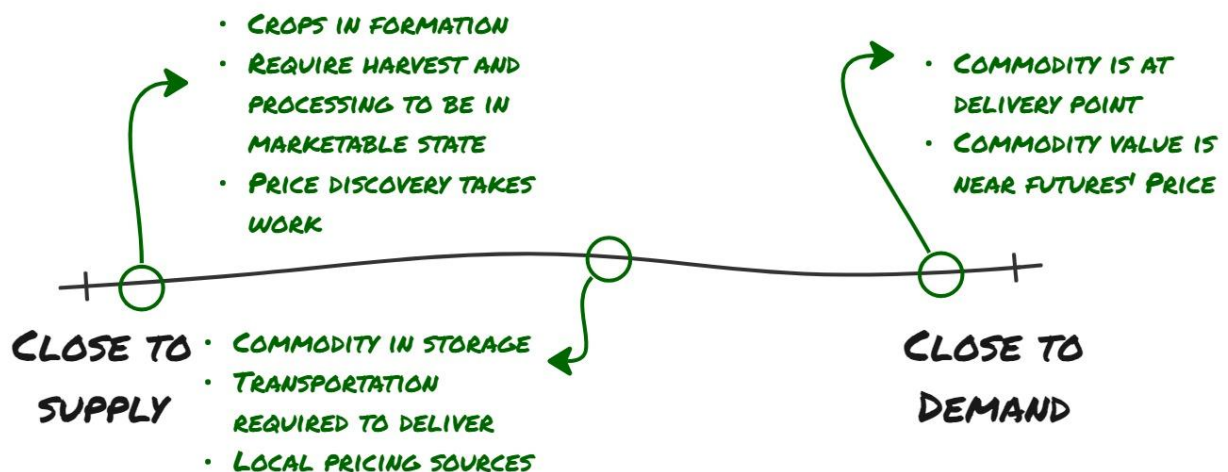 • Crops in formation
• Require harvest and
processing to be in
marketable state
• Price discovery takes
work
• Commodity is at
delivery point
• Commodity value is
near futures' Price
Close to
supply
• Commodity in storage
• Transportation
required to deliver
• Local pricing sources
Close to
Demand